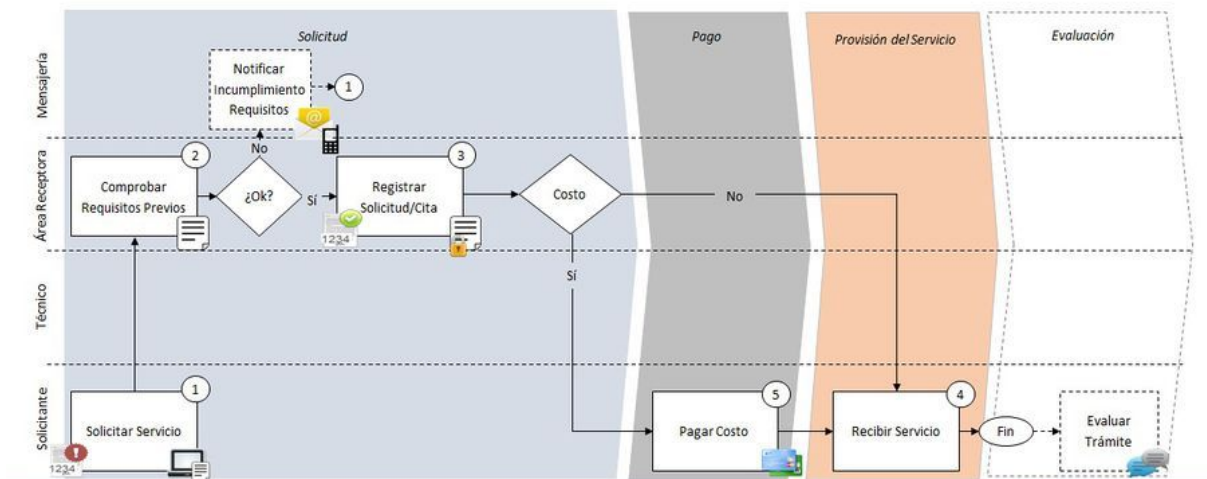 Solicitud
Pago
Provisión del Servicio
Evaluación
Mensajería
Notificar
Incumplimiento
Requisitos
1
@
No
Área Receptora
2
Comprobar
Requisitos Previos
¿Ok?
Sí
3
Registrar
Solicitud/Cita
1234
Costo
No
Sí
Técnico
Solicitante
1
Solicitar Servicio
1234
5
Pagar Costo
4
Recibir Servicio
Fin
Evaluar
Trámite